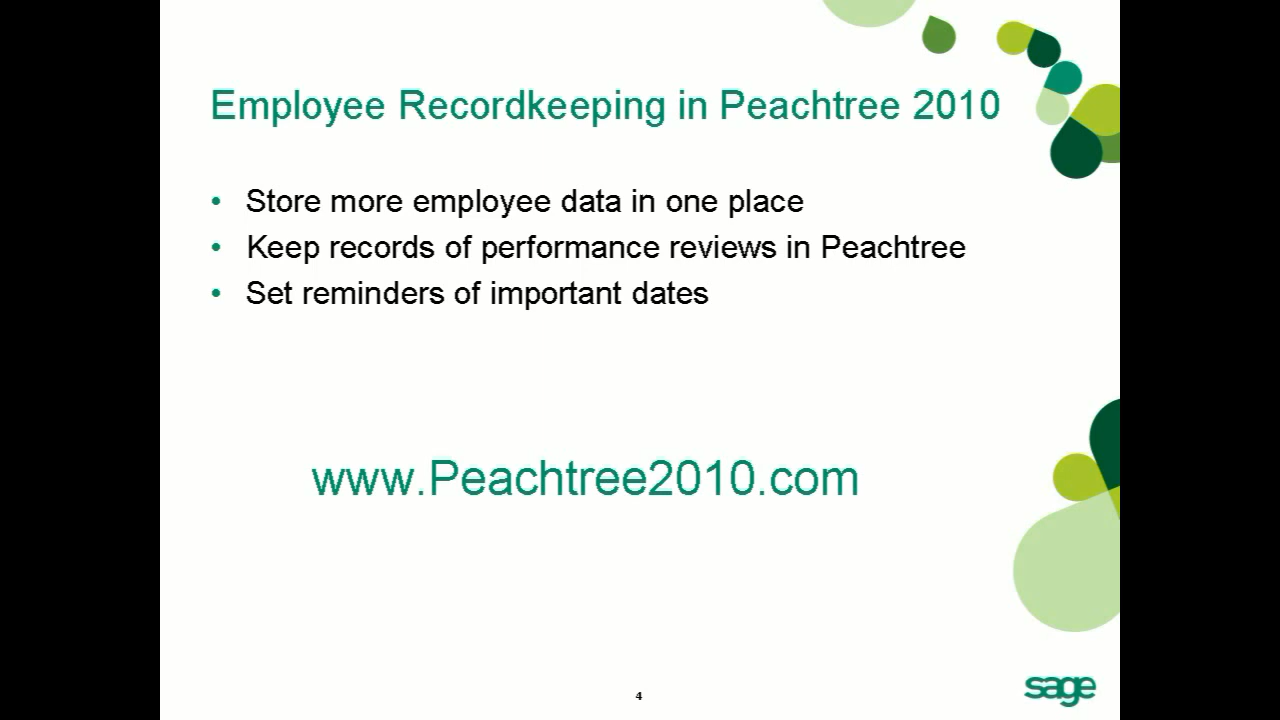 Employee Recordkeeping in Peachtree 2010
• Store more employee data in one place
• Keep records of performance reviews in Peachtree
• Set reminders of important dates
www.Peachtree2010.com
4
sage